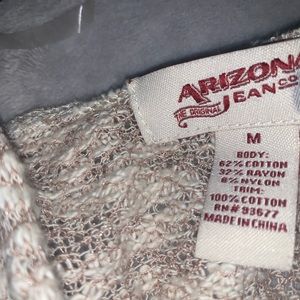 ARIZONA
THE ORIGINAL JEAN CO
M
BODY:
62% COTTON
32% RAYON
6% NYLON
TRIM:
100% COTTON
RN# 93677
MADE IN CHINA